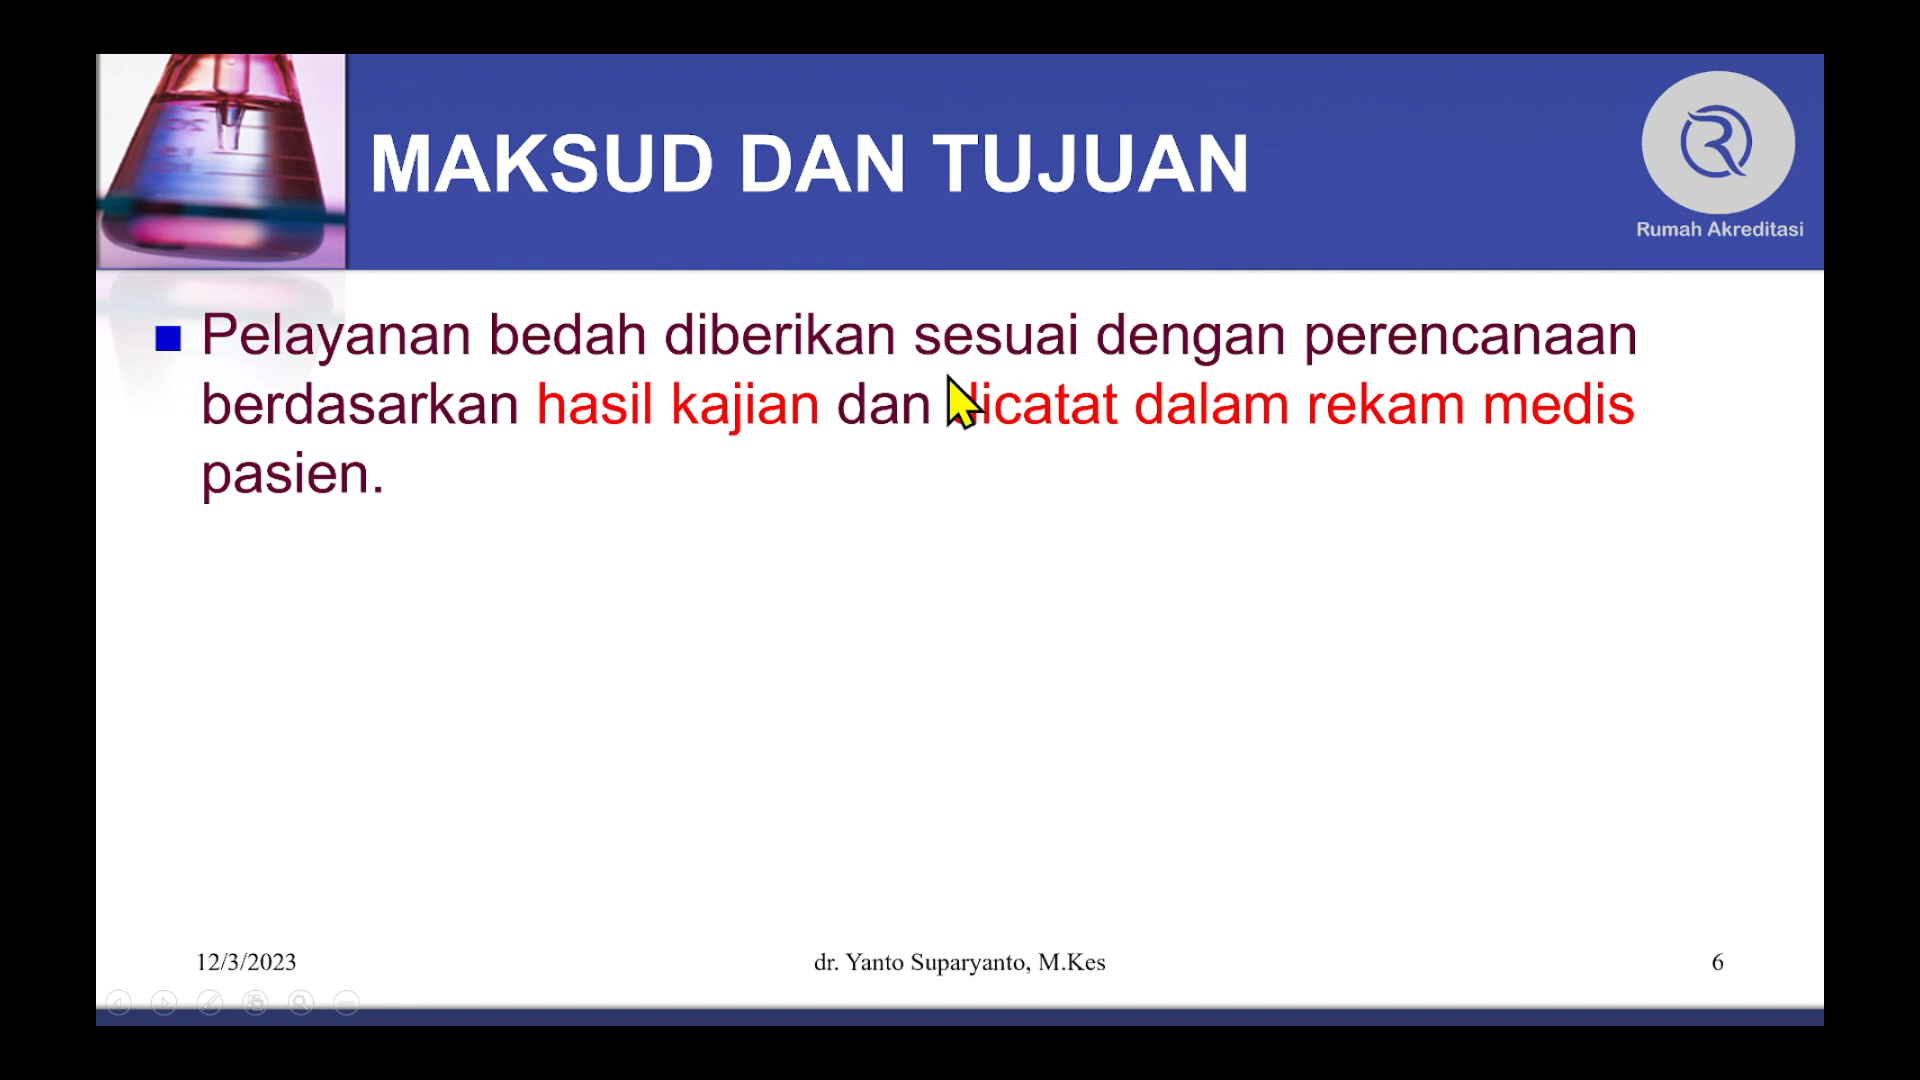 MAKSUD DAN TUJUAN
Rumah Akreditasi
Pelayanan bedah diberikan sesuai dengan perencanaan
berdasarkan hasil kajian dan dicatat dalam rekam medis
pasien.
12/3/2023
dr. Yanto Suparyanto, M.Kes
6